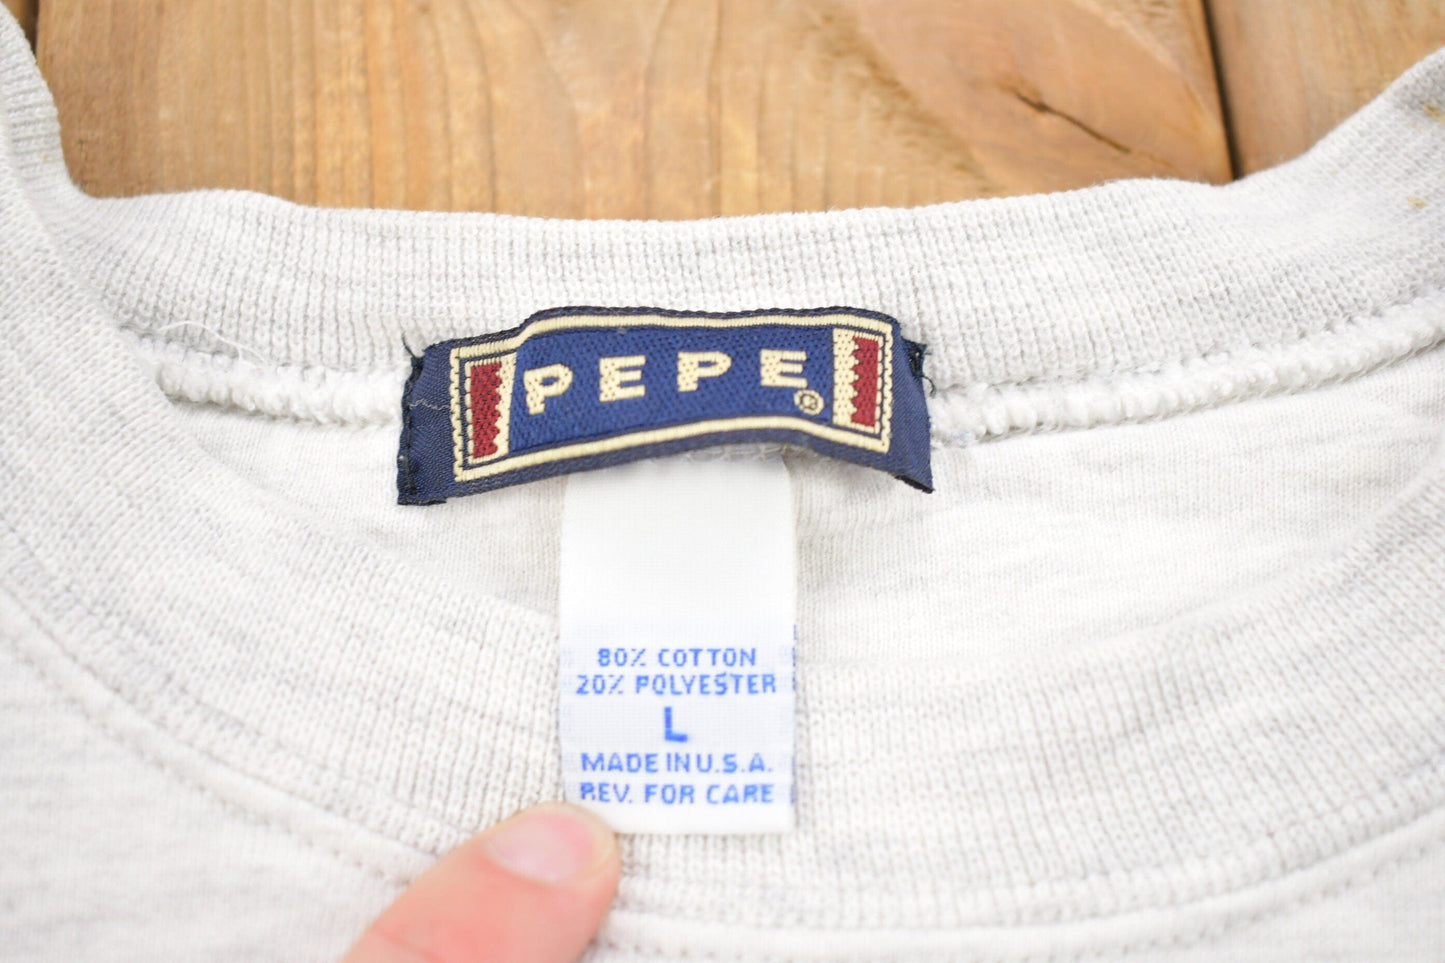 PEPE®
80% COTTON
20% POLYESTER
L
MADE IN U.S.A.
REV. FOR CARE